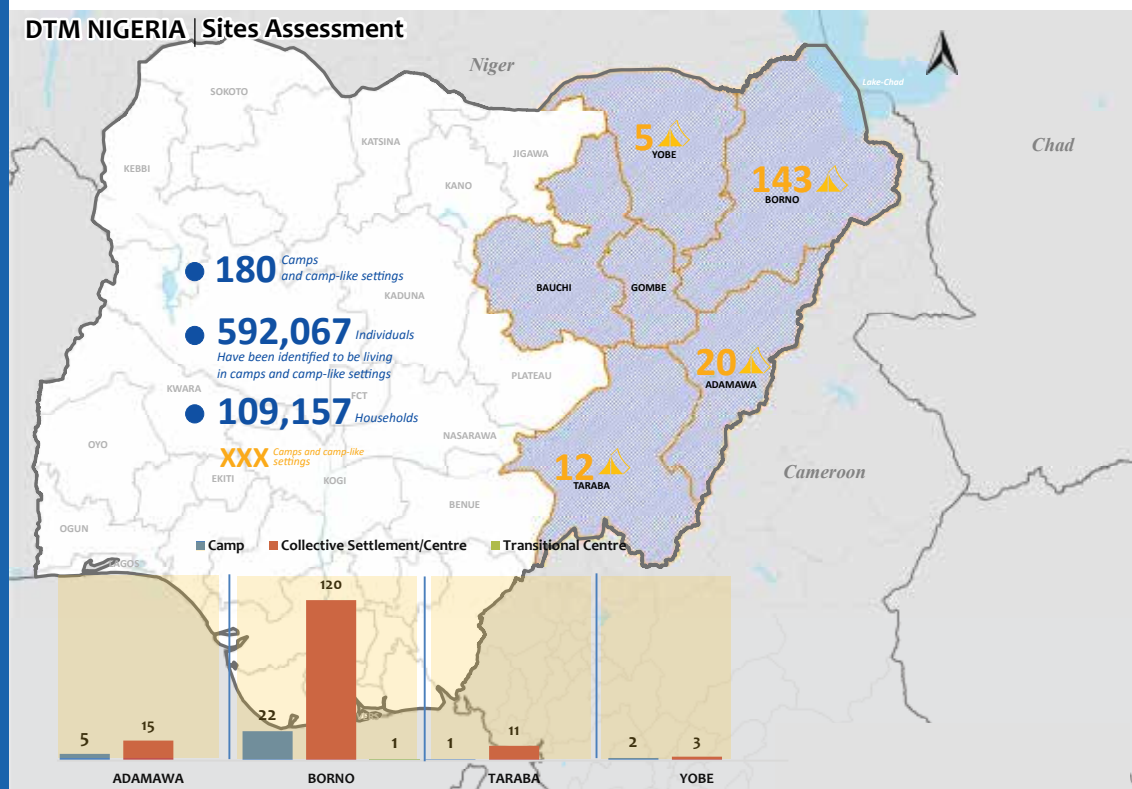 DTM NIGERIA | Sites Assessment
Niger
Lake-Chad
Chad
SOKOTO
KATSINA
JIGAWA
KEBBI
KANO
5
YOBE
143
BORNO
180 Camps
and camp-like settings
KADUNA
BAUCHI
GOMBE
592,067 Individuals
Have been identified to be living
in camps and camp-like settings
PLATEAU
20
ADAMAWA
KWARA
FCT
109,157 Households
OYO
NASARAWA
XXX Camps and camp-like
settings
12
TARABA
Cameroon
EKITI
KOGI
BENUE
OGUN
LAGOS
Camp
Collective Settlement/Centre
Transitional Centre
5
15
22
120
1
1
11
2
3
ADAMAWA
BORNO
TARABA
YOBE